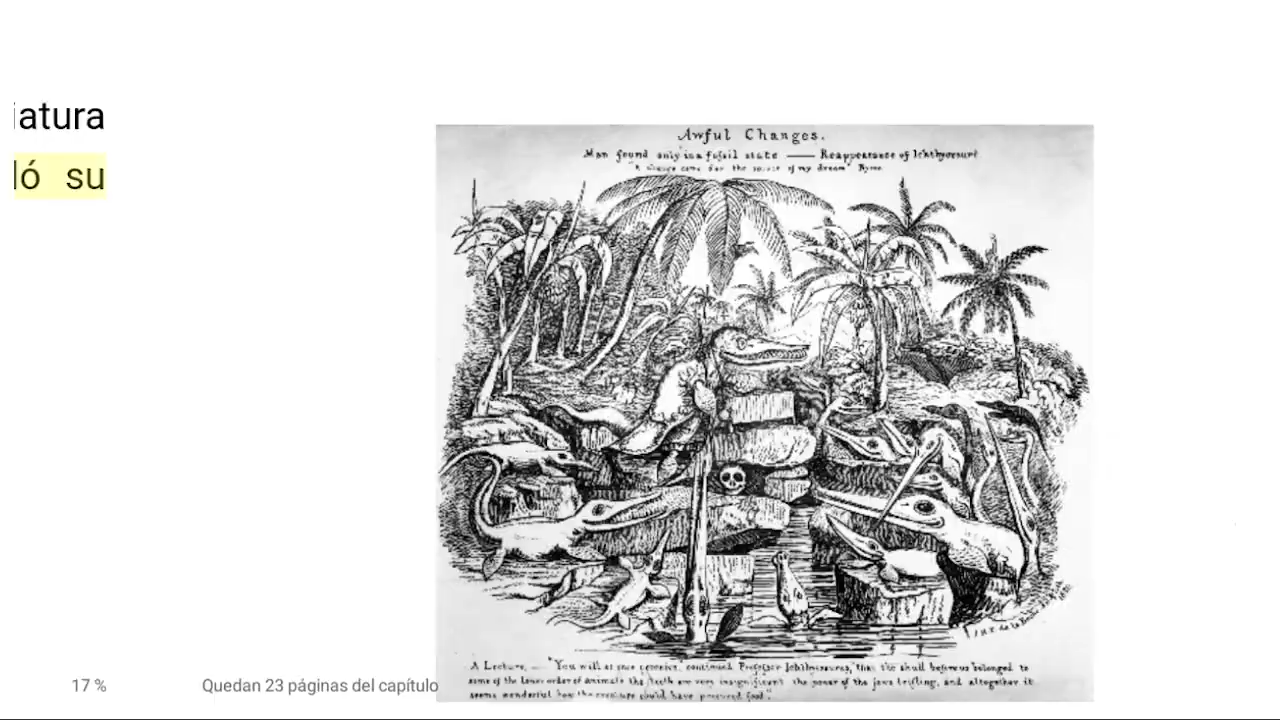 atura
ó su
Awful Changes.
Man found only in a fossil state —— Reappearance of Ichthyosauri
"A change came o'er the spirit of my dream" Byron
A Lecture, — "You will at once perceive," continued Professor Ichthyosaurus, "that the skull before us belonged to
some of the lower order of animals the teeth are very insignificant the power of the jaws trifling, and altogether it
seems wonderful how the creature could have procured food".
17 %
Quedan 23 páginas del capítulo